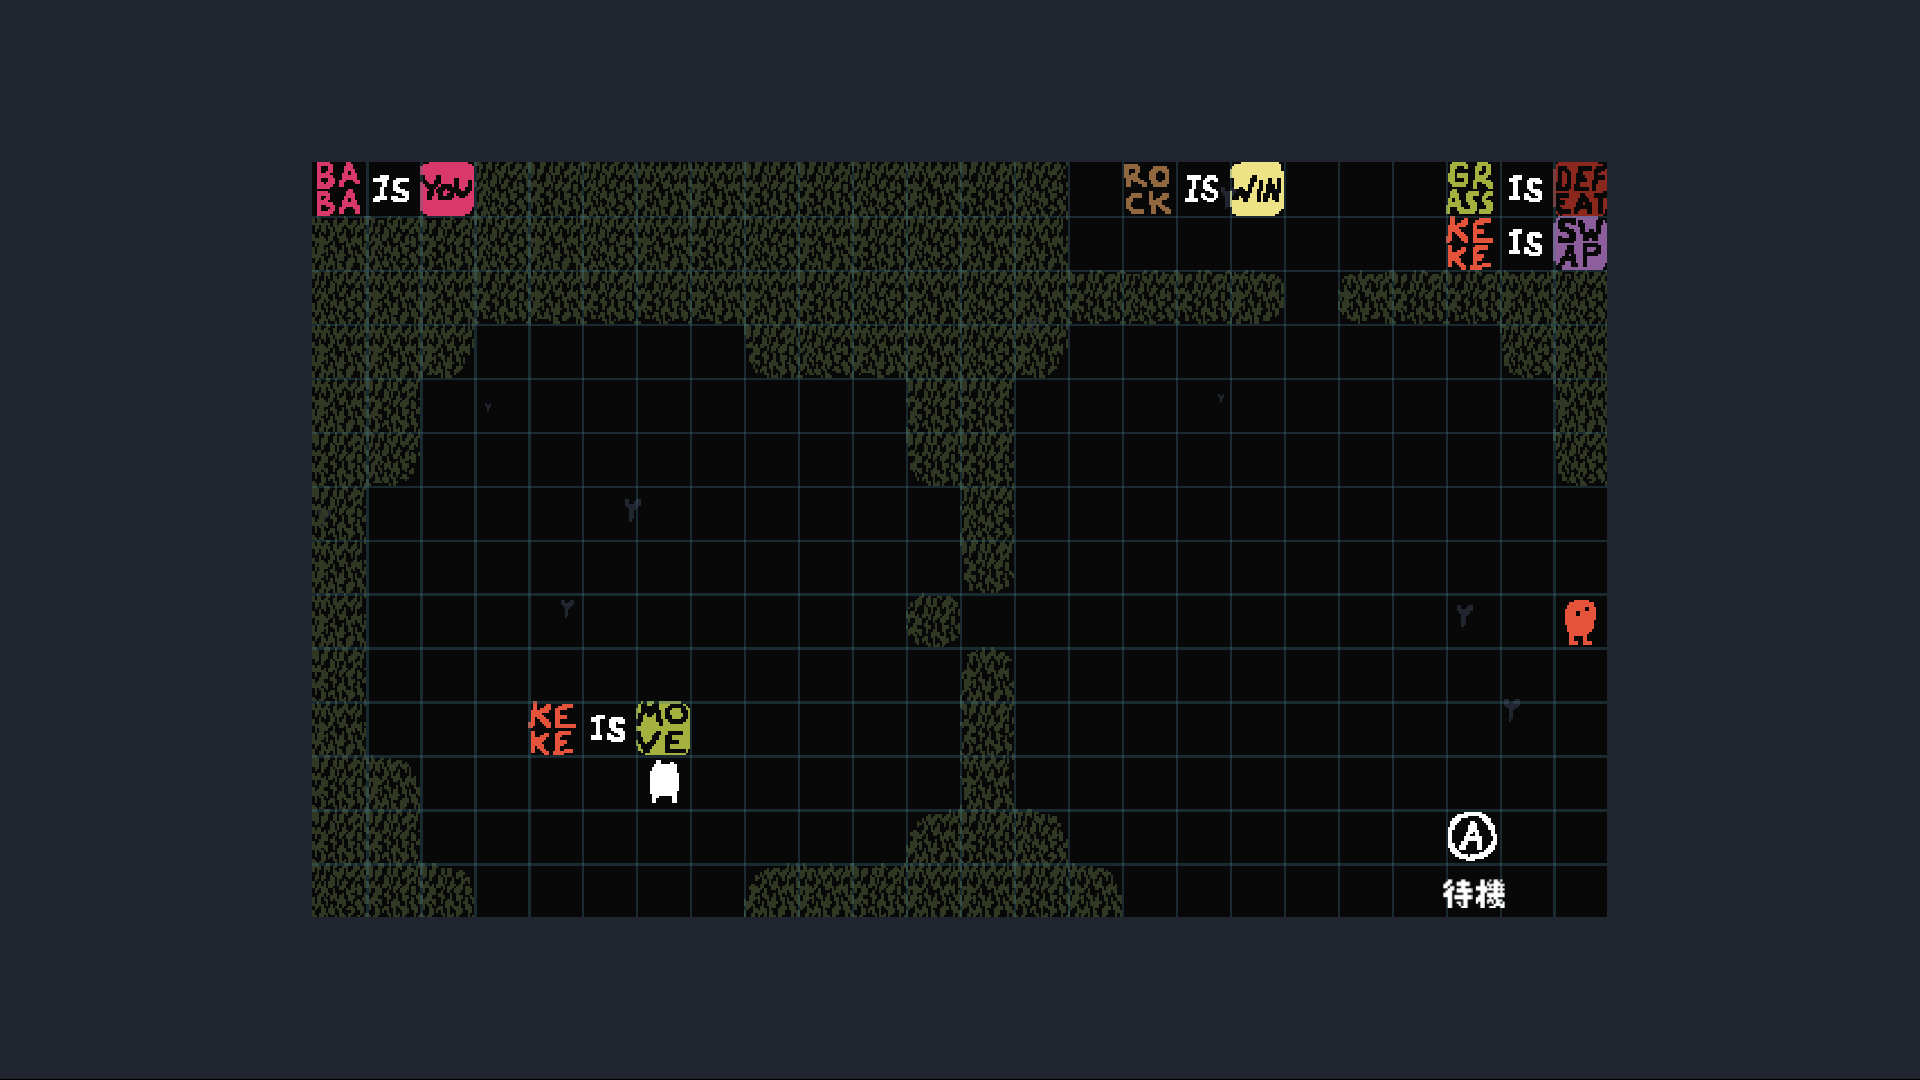 BABA IS YOU
ROCK IS WIN
GRASS IS DEFEAT
KEKE IS SWAP
KEKE IS MOVE
A
待機